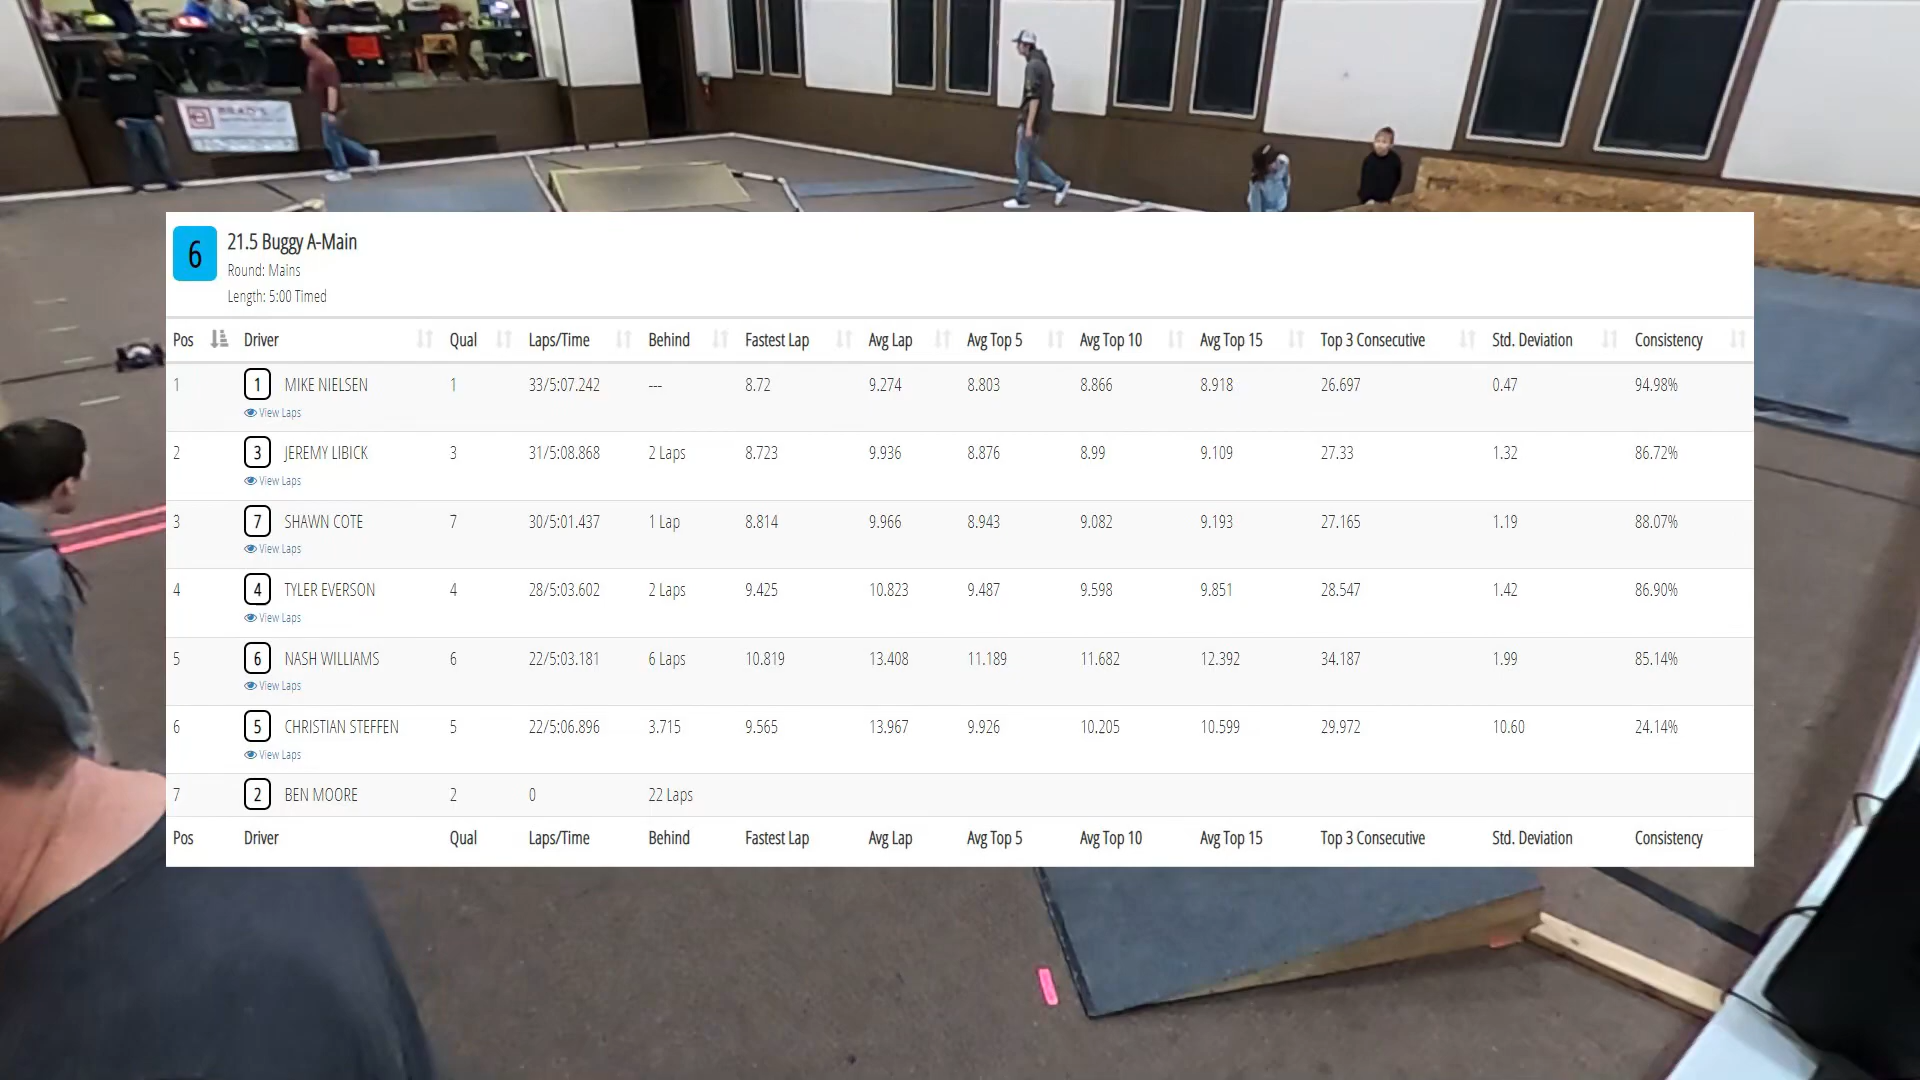 BRAD'S
6
21.5 Buggy A-Main
Round: Mains
Length: 5:00 Timed
Pos Driver Qual Laps/Time Behind Fastest Lap Avg Lap Avg Top 5 Avg Top 10 Avg Top 15 Top 3 Consecutive Std. Deviation Consistency
1 1 MIKE NIELSEN 1 33/5:07.242 --- 8.72 9.274 8.803 8.866 8.918 26.697 0.47 94.98%
View Laps
2 3 JEREMY LIBICK 3 31/5:08.868 2 Laps 8.723 9.936 8.876 8.99 9.109 27.33 1.32 86.72%
View Laps
3 7 SHAWN COTE 7 30/5:01.437 1 Lap 8.814 9.966 8.943 9.082 9.193 27.165 1.19 88.07%
View Laps
4 4 TYLER EVERSON 4 28/5:03.602 2 Laps 9.425 10.823 9.487 9.598 9.851 28.547 1.42 86.90%
View Laps
5 6 NASH WILLIAMS 6 22/5:03.181 6 Laps 10.819 13.408 11.189 11.682 12.392 34.187 1.99 85.14%
View Laps
6 5 CHRISTIAN STEFFEN 5 22/5:06.896 3.715 9.565 13.967 9.926 10.205 10.599 29.972 10.60 24.14%
View Laps
7 2 BEN MOORE 2 0 22 Laps
Pos Driver Qual Laps/Time Behind Fastest Lap Avg Lap Avg Top 5 Avg Top 10 Avg Top 15 Top 3 Consecutive Std. Deviation Consistency